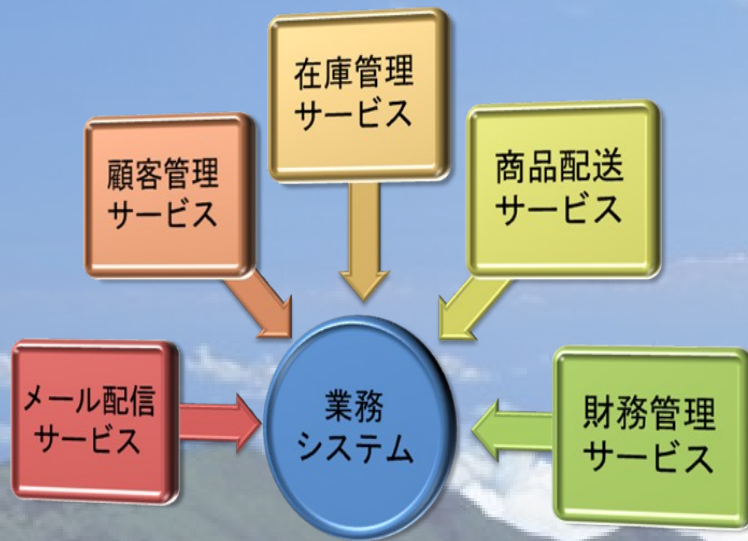 在庫管理
サービス
顧客管理
サービス
商品配送
サービス
メール配信
サービス
業務
システム
財務管理
サービス